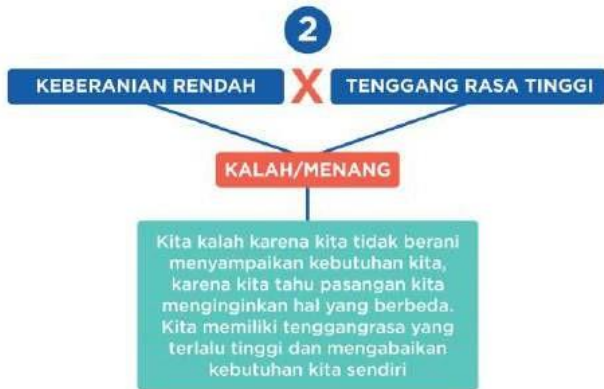 2
KEBERANIAN RENDAH X TENGGANG RASA TINGGI
KALAH/MENANG
Kita kalah karena kita tidak berani
menyampaikan kebutuhan kita,
karena kita tahu pasangan kita
menginginkan hal yang berbeda.
Kita memiliki tenggangrasa yang
terlalu tinggi dan mengabaikan
kebutuhan kita sendiri